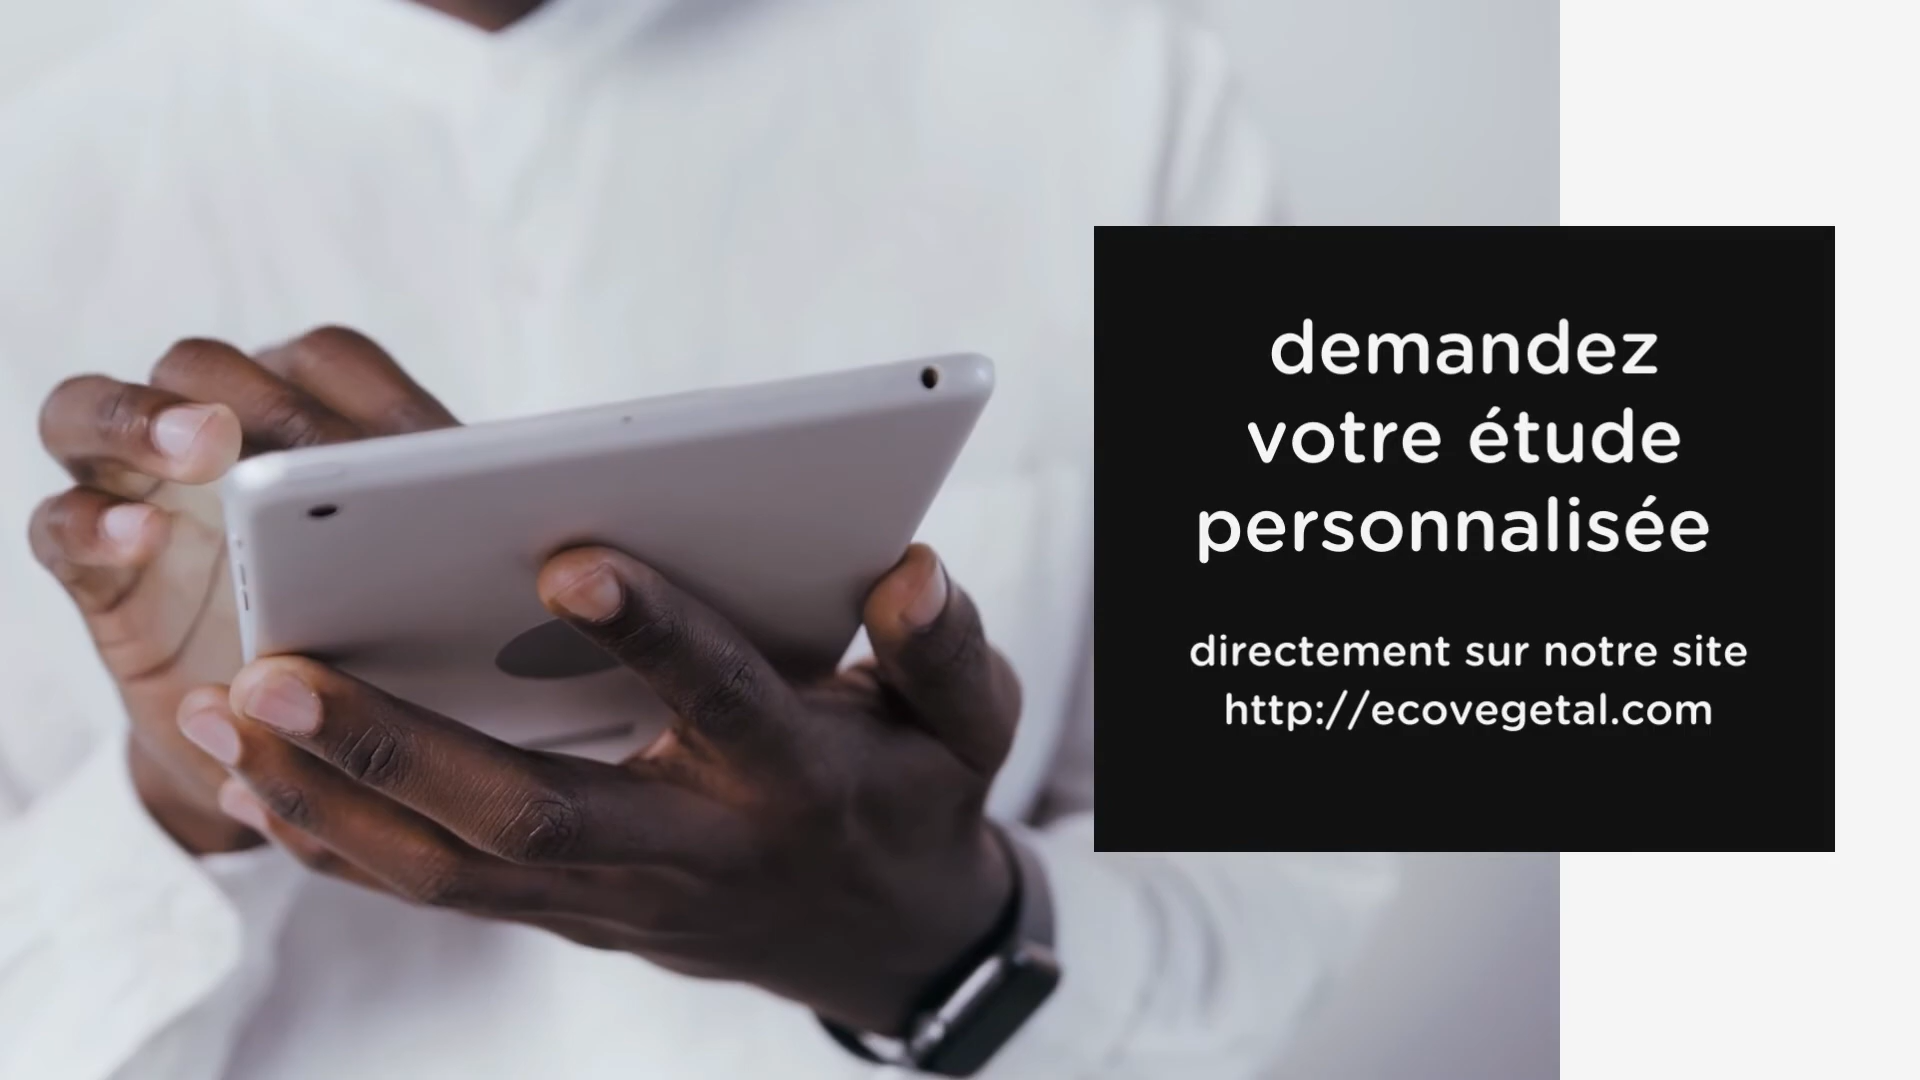 demandez
votre étude
personnalisée
directement sur notre site
http://ecovegetal.com